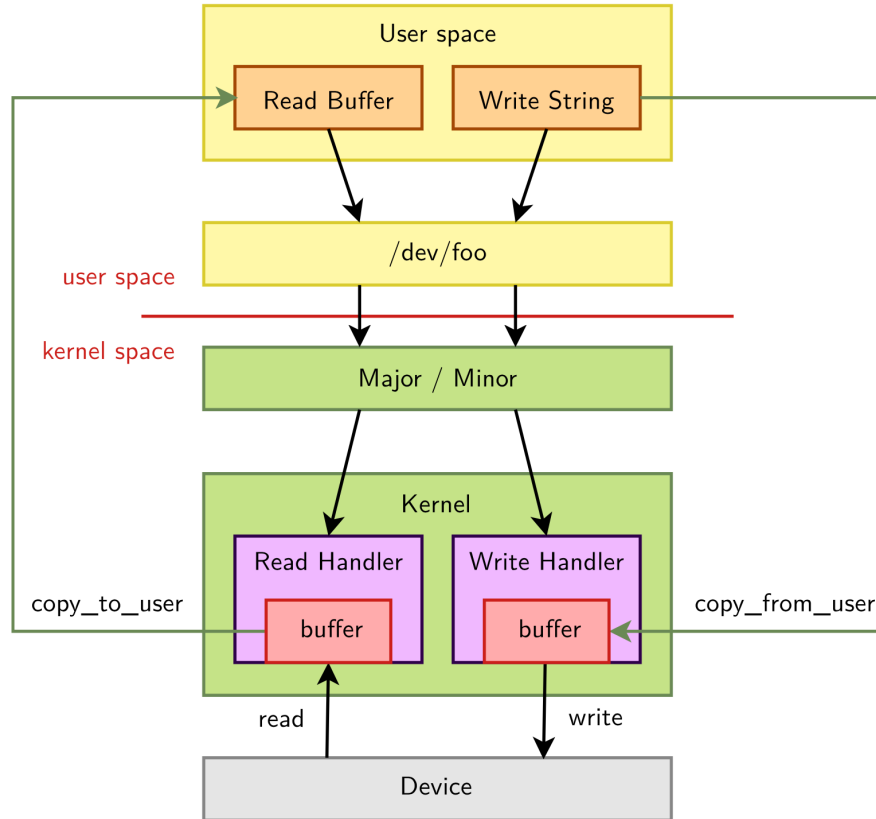 User space
Read Buffer
Write String
/dev/foo
user space
kernel space
Major / Minor
Kernel
Read Handler
Write Handler
copy_to_user
buffer
buffer
copy_from_user
read
write
Device